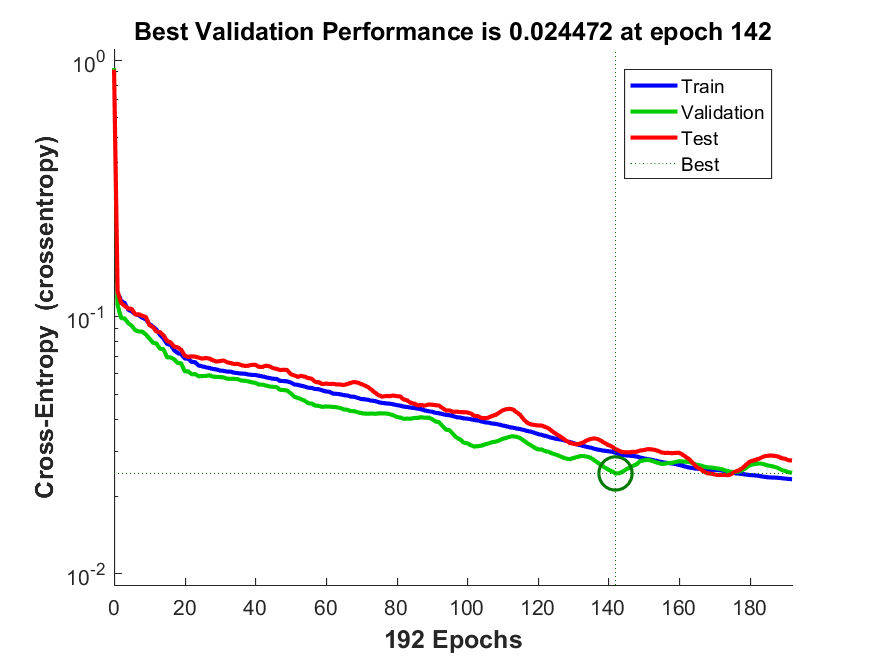 Best Validation Performance is 0.024472 at epoch 142
Train
Validation
Test
Best
Cross-Entropy  (crossentropy)
10^0
10^-1
10^-2
0 20 40 60 80 100 120 140 160 180
192 Epochs